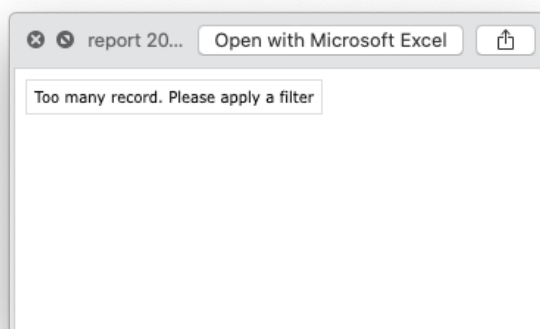 report 20...
Open with Microsoft Excel
Too many record. Please apply a filter